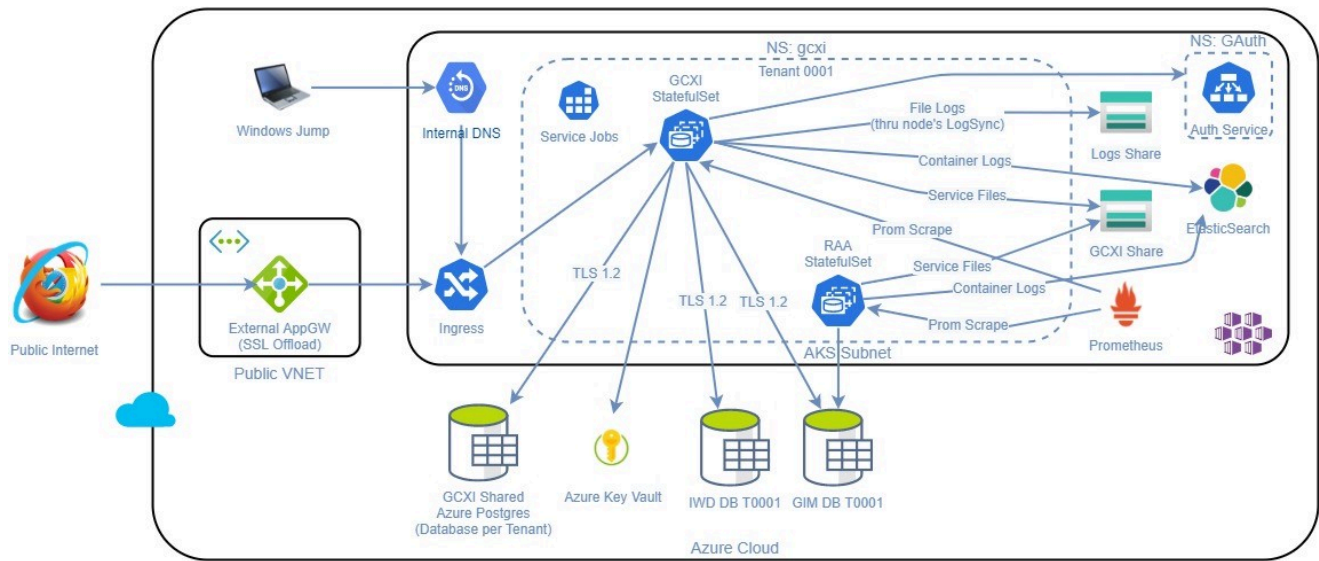 NS: gcxi
NS: GAuth
Tenant 0001
GCXI
StatefulSet
DNS
Windows Jump
Internal DNS
Service Jobs
File Logs
(thru node's LogSync)
Logs Share
Auth Service
Container Logs
Service Files
ElasticSearch
Prom Scrape
RAA
StatefulSet
GCXI Share
Service Files
Container Logs
TLS 1.2
TLS 1.2
TLS 1.2
Ingress
Prom Scrape
Prometheus
AKS Subnet
External AppGW
(SSL Offload)
Public Internet
Public VNET
GCXI Shared
Azure Postgres
(Database per Tenant)
Azure Key Vault
IWD DB T0001
GIM DB T0001
Azure Cloud